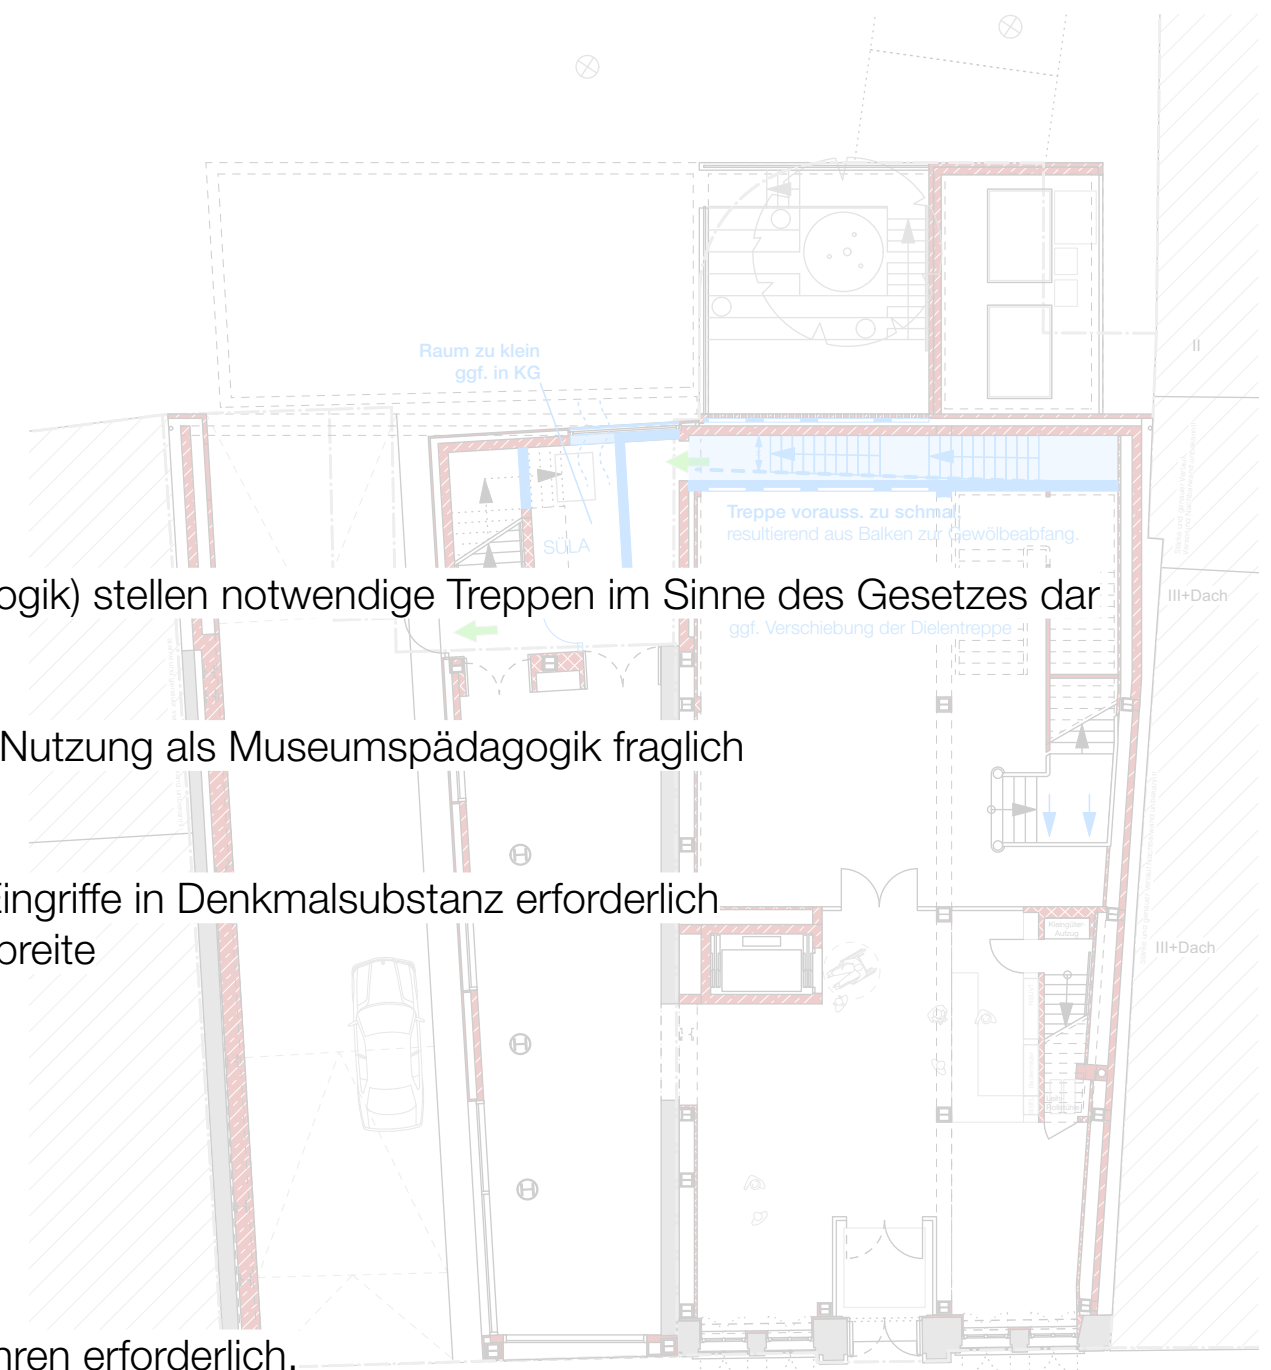 Raum zu klein
ggf. in KG
II
Treppe vorauss. zu schmal,
resultierend aus Balken zur Gewölbeabfang.
SÜLA
ogik) stellen notwendige Treppen im Sinne des Gesetzes dar
III+Dach
ggf. Verschiebung der Dielentreppe
Nutzung als Museumspädagogik fraglich
Eingriffe in Denkmalsubstanz erforderlich
breite
Kleingüter-
Aufzug
III+Dach
hren erforderlich.